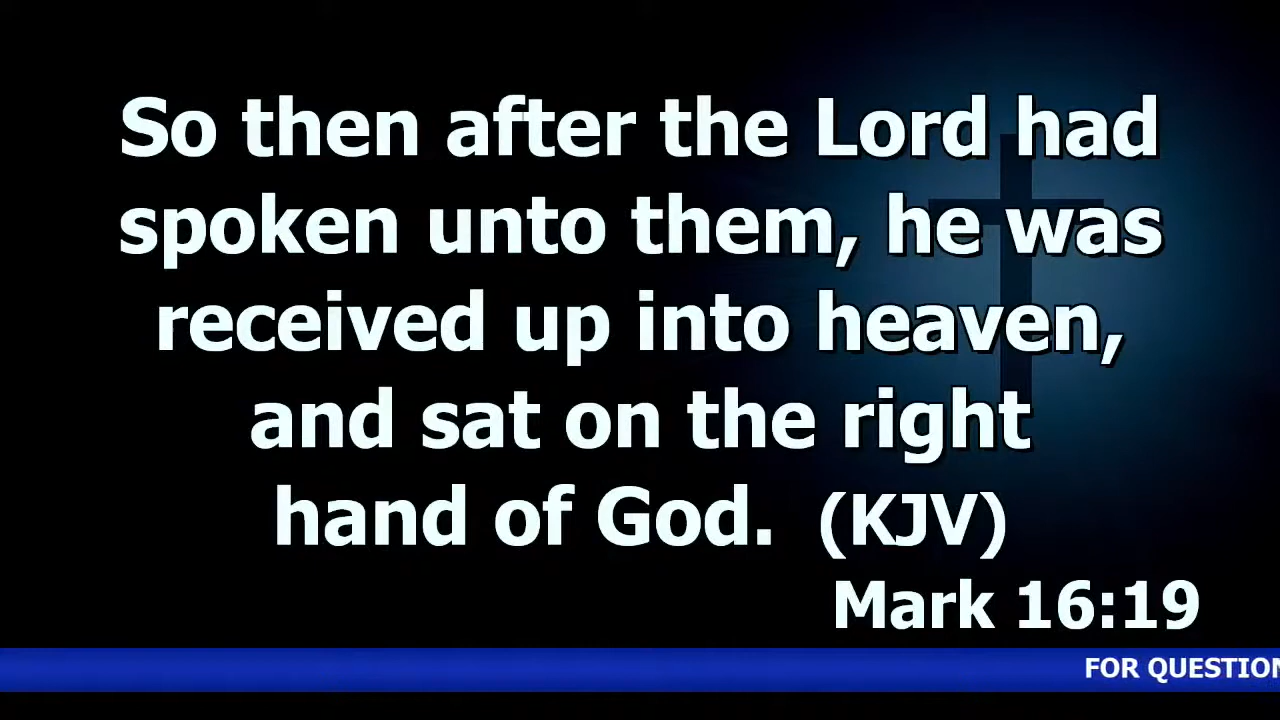 So then after the Lord had
spoken unto them, he was
received up into heaven,
and sat on the right
hand of God. (KJV)
Mark 16:19
FOR QUESTION